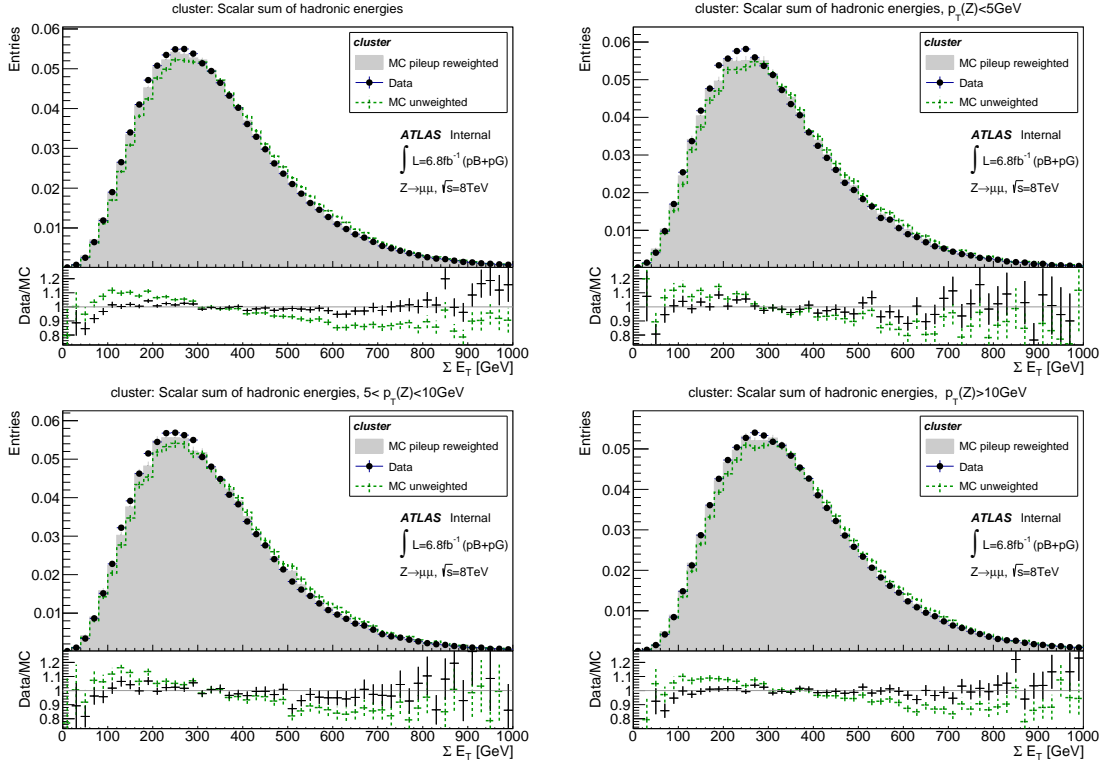 cluster: Scalar sum of hadronic energies
Entries
0.06
0.05
0.04
0.03
0.02
0.01
cluster
MC pileup reweighted
Data
MC unweighted
ATLAS Internal
∫ L=6.8fb⁻¹ (pB+pG)
Z→μμ, √s=8TeV
Data/MC
1.2
1.1
1.0
0.9
0.8
0 100 200 300 400 500 600 700 800 900 1000
Σ E_T [GeV]
cluster: Scalar sum of hadronic energies, p_T(Z)<5GeV
Entries
0.06
0.05
0.04
0.03
0.02
0.01
cluster
MC pileup reweighted
Data
MC unweighted
ATLAS Internal
∫ L=6.8fb⁻¹ (pB+pG)
Z→μμ, √s=8TeV
Data/MC
1.2
1.1
1.0
0.9
0.8
0 100 200 300 400 500 600 700 800 900 1000
Σ E_T [GeV]
cluster: Scalar sum of hadronic energies, 5< p_T(Z)<10GeV
Entries
0.06
0.05
0.04
0.03
0.02
0.01
cluster
MC pileup reweighted
Data
MC unweighted
ATLAS Internal
∫ L=6.8fb⁻¹ (pB+pG)
Z→μμ, √s=8TeV
Data/MC
1.2
1.1
1.0
0.9
0.8
0 100 200 300 400 500 600 700 800 900 1000
Σ E_T [GeV]
cluster: Scalar sum of hadronic energies, p_T(Z)>10GeV
Entries
0.05
0.04
0.03
0.02
0.01
cluster
MC pileup reweighted
Data
MC unweighted
ATLAS Internal
∫ L=6.8fb⁻¹ (pB+pG)
Z→μμ, √s=8TeV
Data/MC
1.2
1.1
1.0
0.9
0.8
0 100 200 300 400 500 600 700 800 900 1000
Σ E_T [GeV]